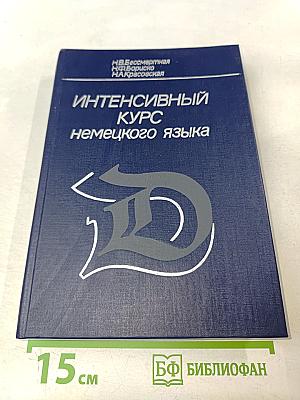 Н.В.Бессмертная
Н.Ф.Бориско
Н.А.Красовская
ИНТЕНСИВНЫЙ
КУРС
немецкого языка
D
15 см
БФ БИБЛИОФАН